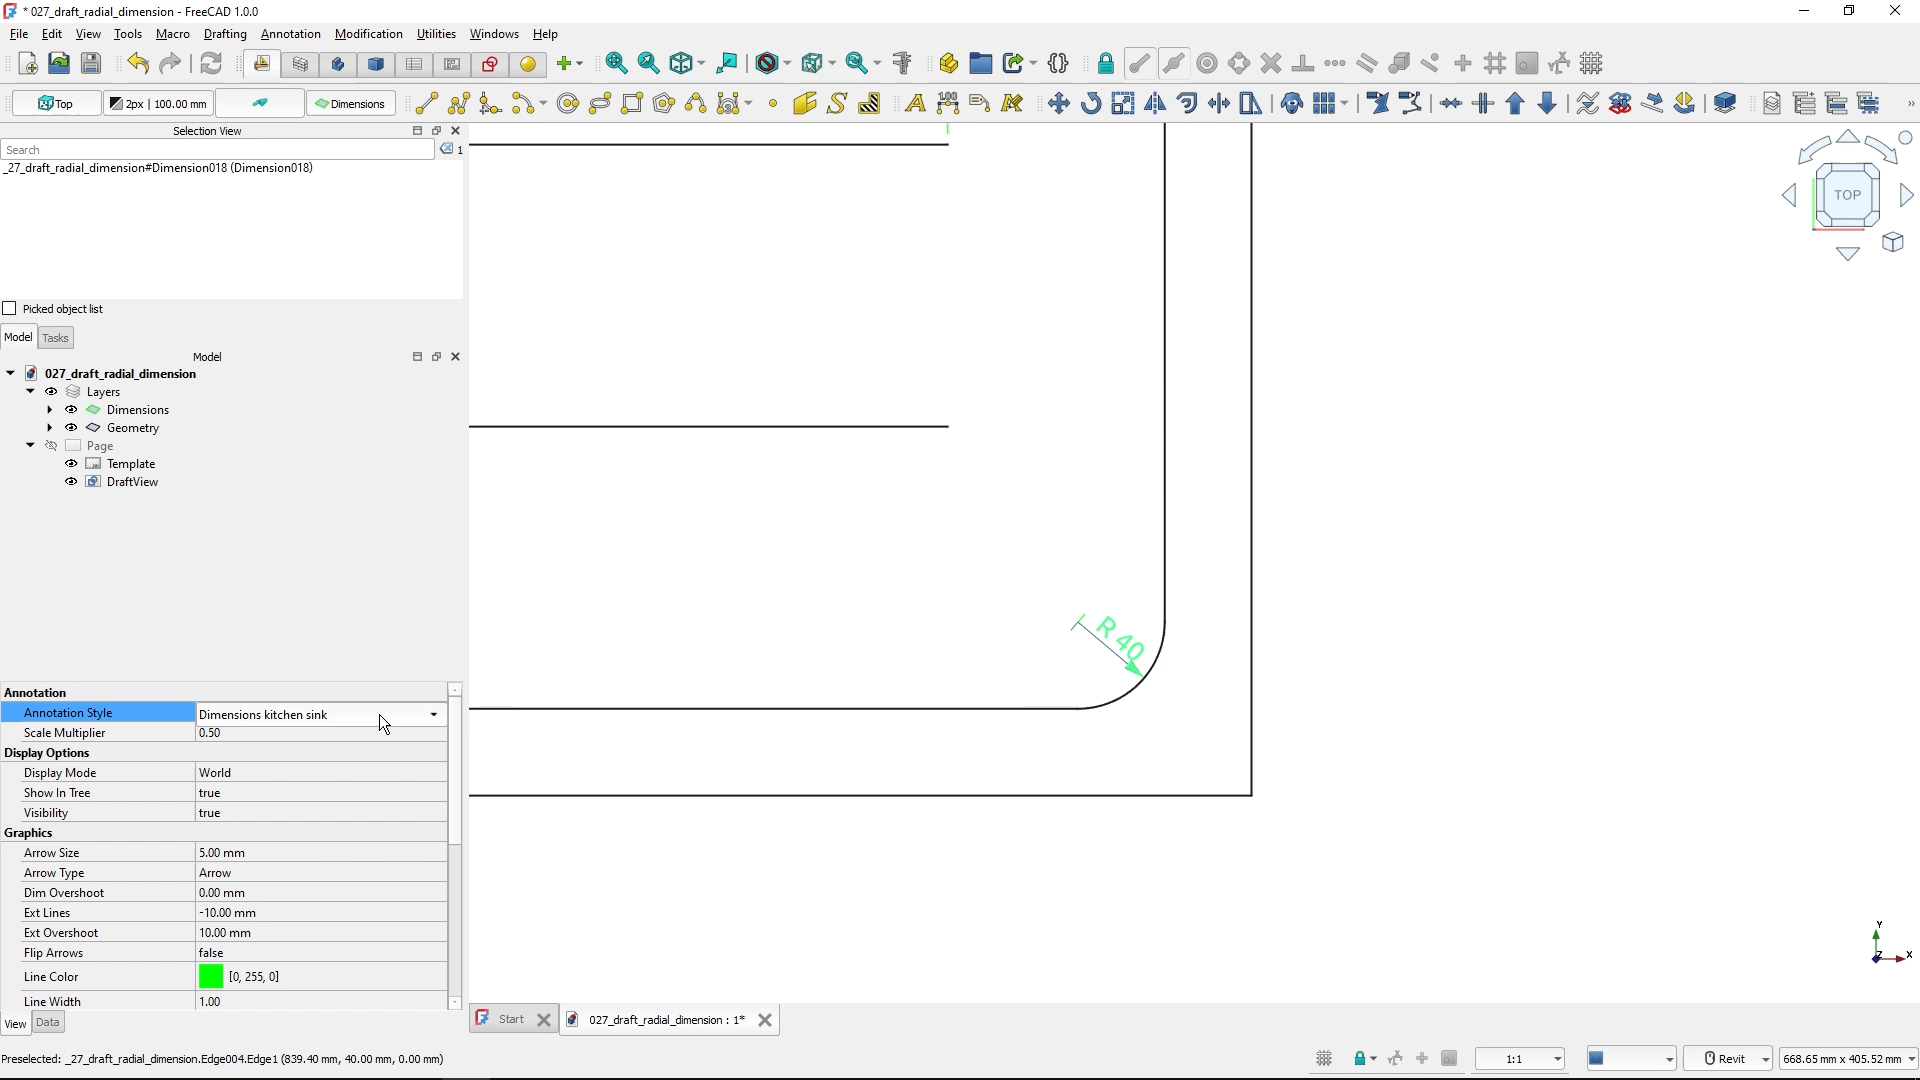 * 027_draft_radial_dimension - FreeCAD 1.0.0
File Edit View Tools Macro Drafting Annotation Modification Utilities Windows Help
Top 2px | 100.00 mm Dimensions
Selection View
Search 1
_27_draft_radial_dimension#Dimension018 (Dimension018)
TOP
Picked object list
Model Tasks
Model
027_draft_radial_dimension
Layers
Dimensions
Geometry
Page
Template
DraftView
R 40
Annotation
Annotation Style Dimensions kitchen sink
Scale Multiplier 0.50
Display Options
Display Mode World
Show In Tree true
Visibility true
Graphics
Arrow Size 5.00 mm
Arrow Type Arrow
Dim Overshoot 0.00 mm
Ext Lines -10.00 mm
Ext Overshoot 10.00 mm
Flip Arrows false
Line Color [0, 255, 0]
Line Width 1.00
Y
Z X
View Data
Start 027_draft_radial_dimension : 1*
Preselected: _27_draft_radial_dimension.Edge004.Edge1 (839.40 mm, 40.00 mm, 0.00 mm)
1:1 Revit 668.65 mm x 405.52 mm